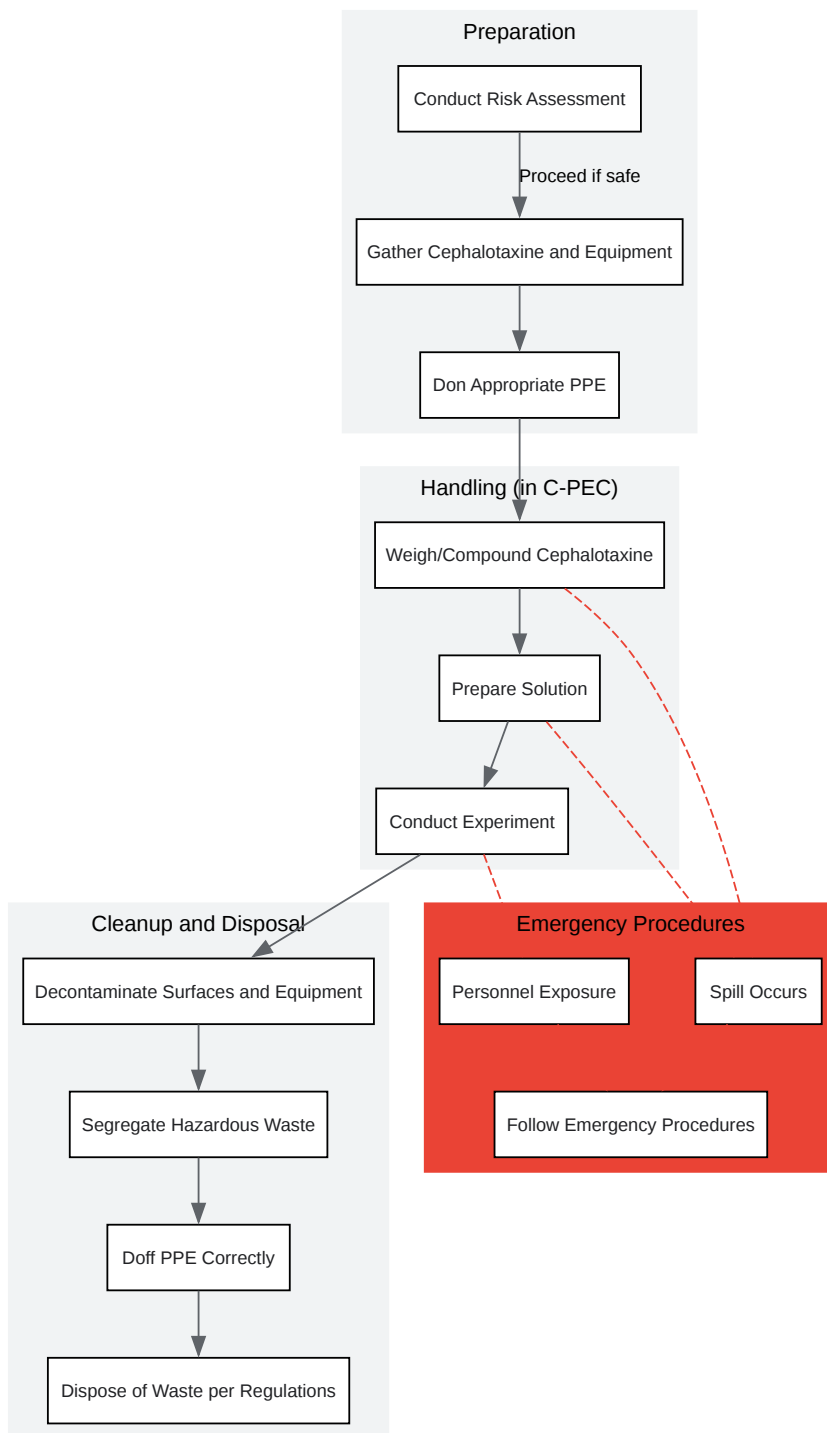 Preparation
Conduct Risk Assessment
Proceed if safe
Gather Cephalotaxine and Equipment
Don Appropriate PPE
Handling (in C-PEC)
Weigh/Compound Cephalotaxine
Prepare Solution
Conduct Experiment
Cleanup and Disposal
Decontaminate Surfaces and Equipment
Segregate Hazardous Waste
Doff PPE Correctly
Dispose of Waste per Regulations
Emergency Procedures
Personnel Exposure
Spill Occurs
Follow Emergency Procedures